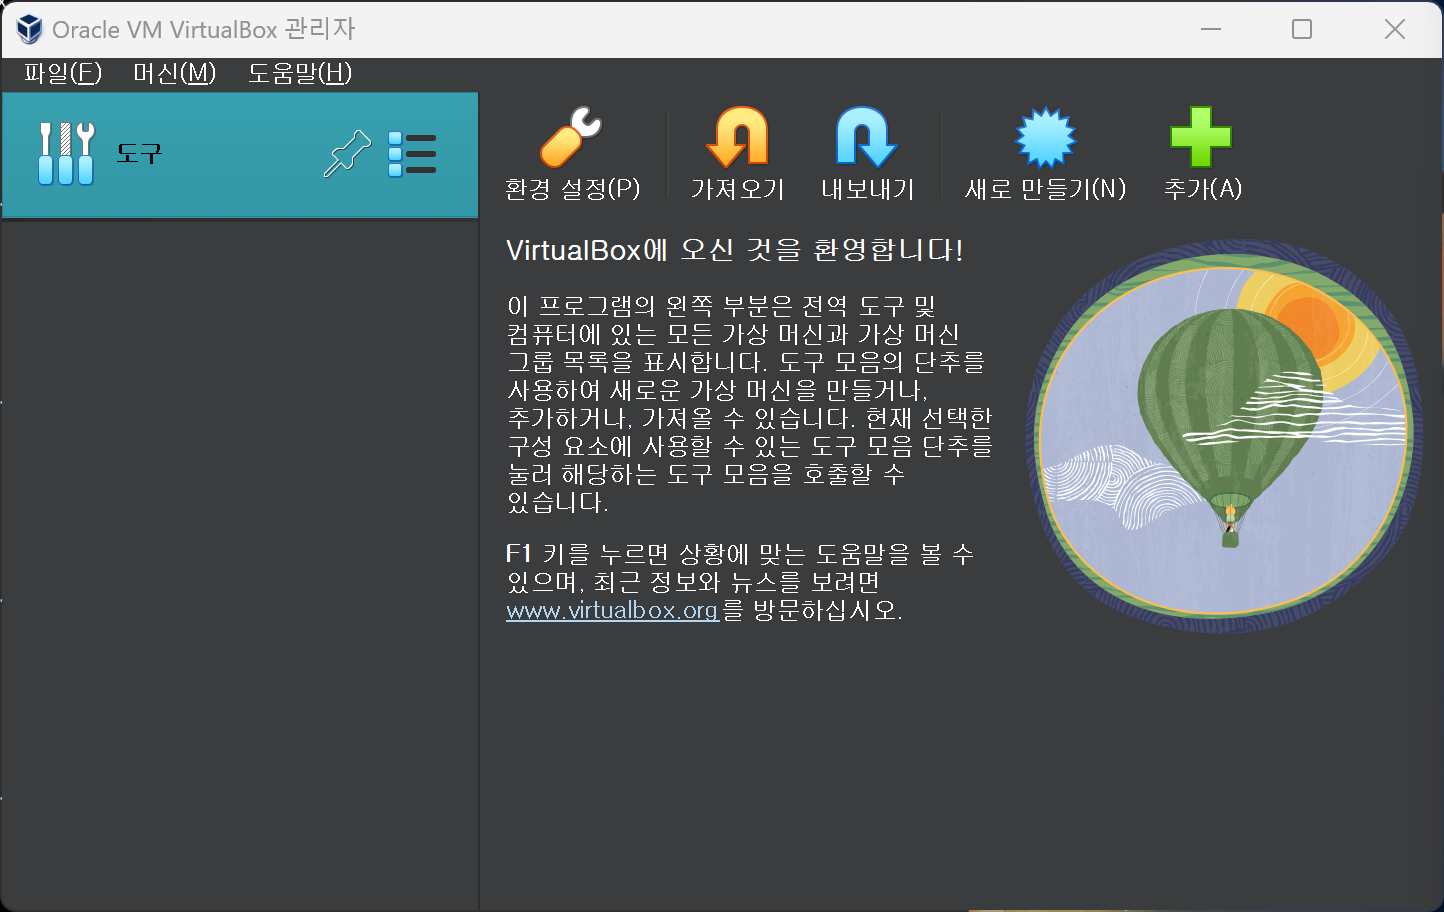 Oracle VM VirtualBox 관리자
파일(F) 머신(M) 도움말(H)
도구
환경 설정(P) 가져오기 내보내기 새로 만들기(N) 추가(A)
VirtualBox에 오신 것을 환영합니다!
이 프로그램의 왼쪽 부분은 전역 도구 및
컴퓨터에 있는 모든 가상 머신과 가상 머신
그룹 목록을 표시합니다. 도구 모음의 단추를
사용하여 새로운 가상 머신을 만들거나,
추가하거나, 가져올 수 있습니다. 현재 선택한
구성 요소에 사용할 수 있는 도구 모음 단추를
눌러 해당하는 도구 모음을 호출할 수
있습니다.
F1 키를 누르면 상황에 맞는 도움말을 볼 수
있으며, 최근 정보와 뉴스를 보려면
www.virtualbox.org를 방문하십시오.